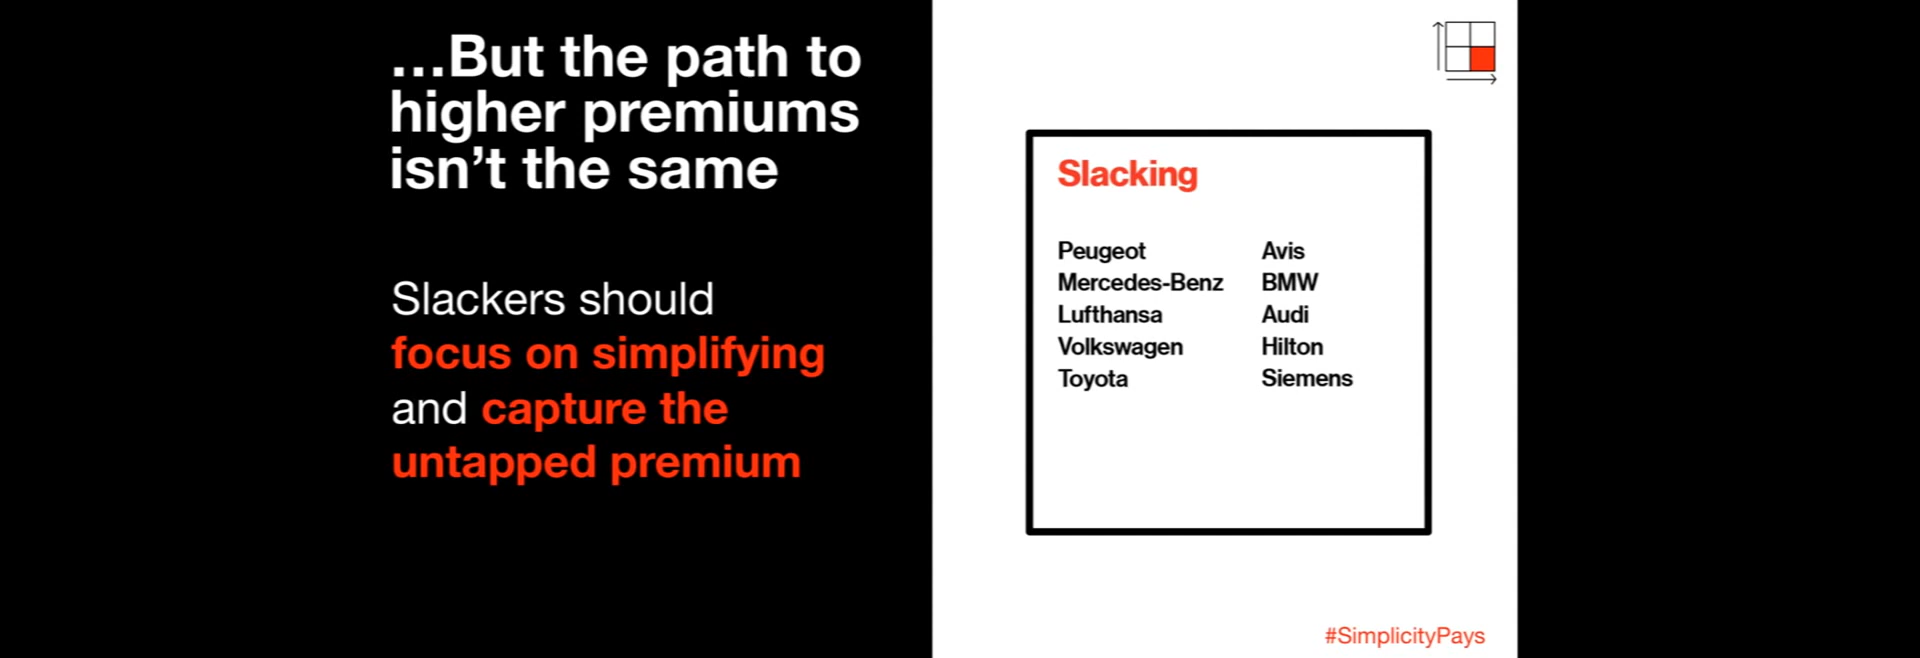 ...But the path to
higher premiums
isn’t the same
Slackers should
focus on simplifying
and capture the
untapped premium
Slacking
Peugeot
Mercedes-Benz
Lufthansa
Volkswagen
Toyota
Avis
BMW
Audi
Hilton
Siemens
#SimplicityPays